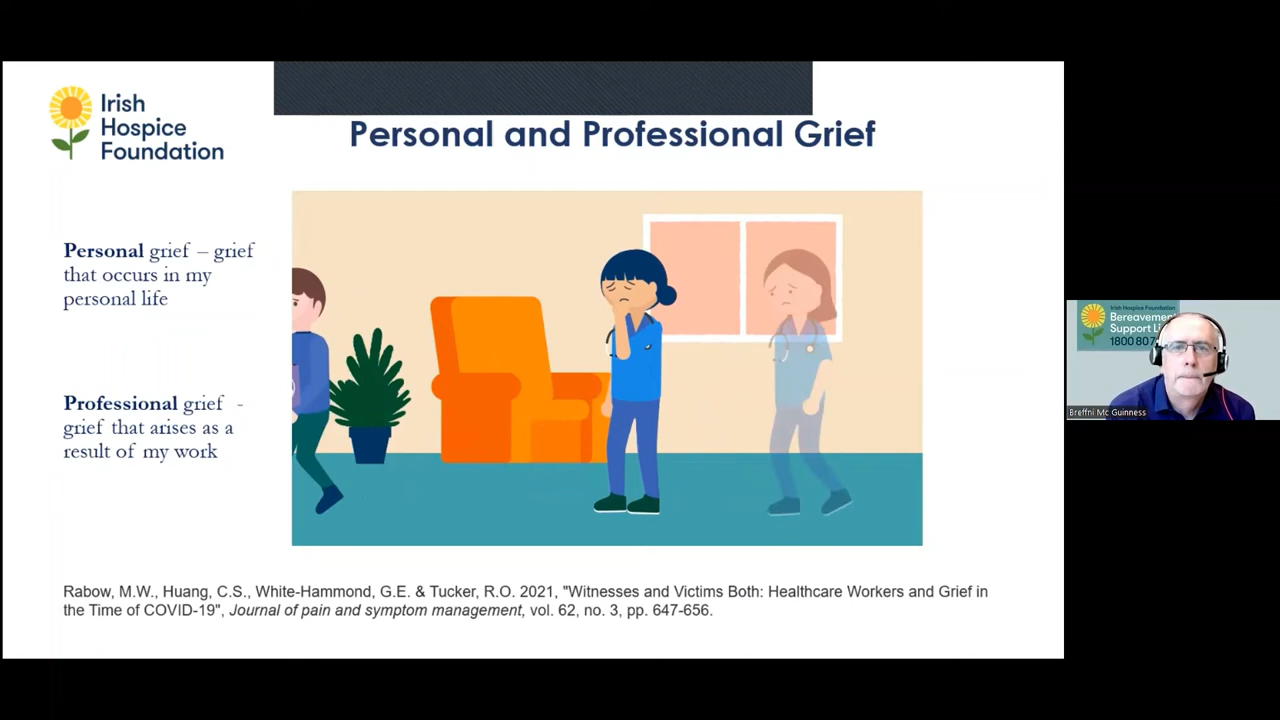 Irish
Hospice
Foundation
Personal and Professional Grief
Personal grief – grief
that occurs in my
personal life
Professional grief -
grief that arises as a
result of my work
Rabow, M.W., Huang, C.S., White-Hammond, G.E. & Tucker, R.O. 2021, "Witnesses and Victims Both: Healthcare Workers and Grief in
the Time of COVID-19", Journal of pain and symptom management, vol. 62, no. 3, pp. 647-656.
Irish Hospice Foundation
Bereavement
Support Li
1800 807
Breffni Mc Guinness